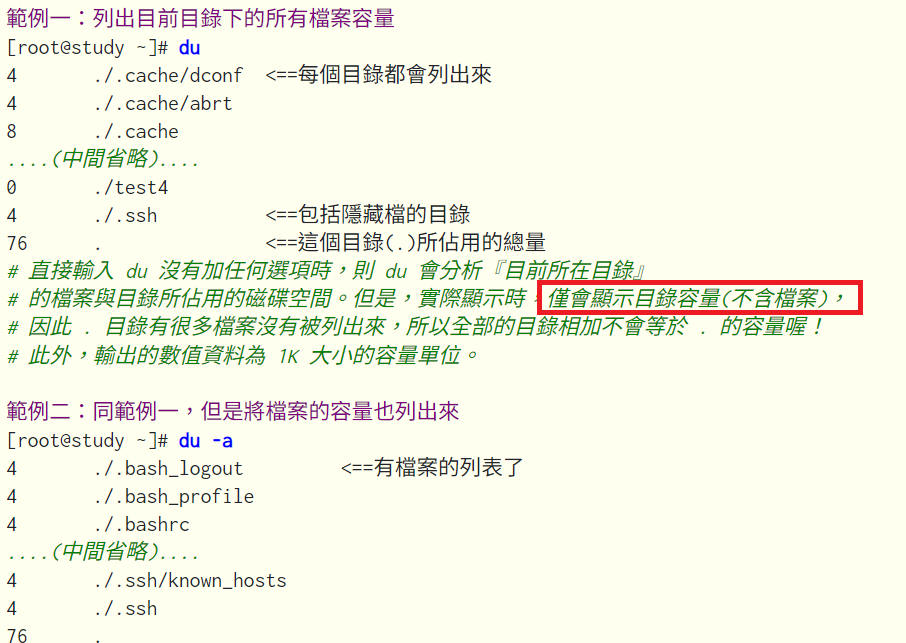 範例一：列出目前目錄下的所有檔案容量
[root@study ~]# du
4       ./.cache/dconf  <==每個目錄都會列出來
4       ./.cache/abrt
8       ./.cache
....(中間省略)....
0       ./test4
4       ./.ssh          <==包括隱藏檔的目錄
76      .               <==這個目錄(.)所佔用的總量
# 直接輸入 du 沒有加任何選項時，則 du 會分析『目前所在目錄』
# 的檔案與目錄所佔用的磁碟空間。但是，實際顯示時，僅會顯示目錄容量(不含檔案)，
# 因此 . 目錄有很多檔案沒有被列出來，所以全部的目錄相加不會等於 . 的容量喔！
# 此外，輸出的數值資料為 1K 大小的容量單位。

範例二：同範例一，但是將檔案的容量也列出來
[root@study ~]# du -a
4       ./.bash_logout         <==有檔案的列表了
4       ./.bash_profile
4       ./.bashrc
....(中間省略)....
4       ./.ssh/known_hosts
4       ./.ssh
76      .